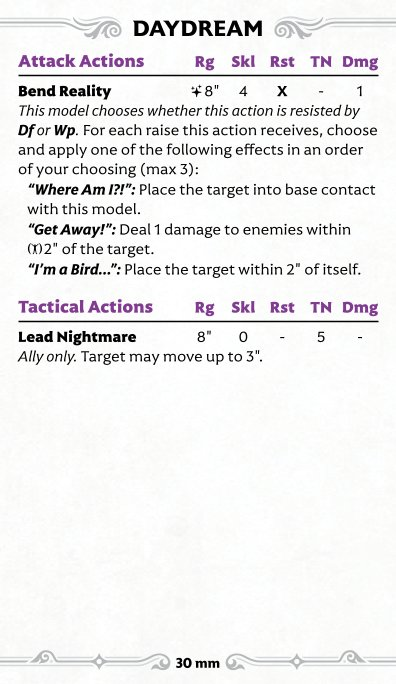 DAYDREAM
Attack Actions Rg Skl Rst TN Dmg
Bend Reality 8" 4 X - 1
This model chooses whether this action is resisted by
Df or Wp. For each raise this action receives, choose
and apply one of the following effects in an order
of your choosing (max 3):
"Where Am I?!": Place the target into base contact
with this model.
"Get Away!": Deal 1 damage to enemies within
2" of the target.
"I'm a Bird...": Place the target within 2" of itself.
Tactical Actions Rg Skl Rst TN Dmg
Lead Nightmare 8" 0 - 5 -
Ally only. Target may move up to 3".
30 mm